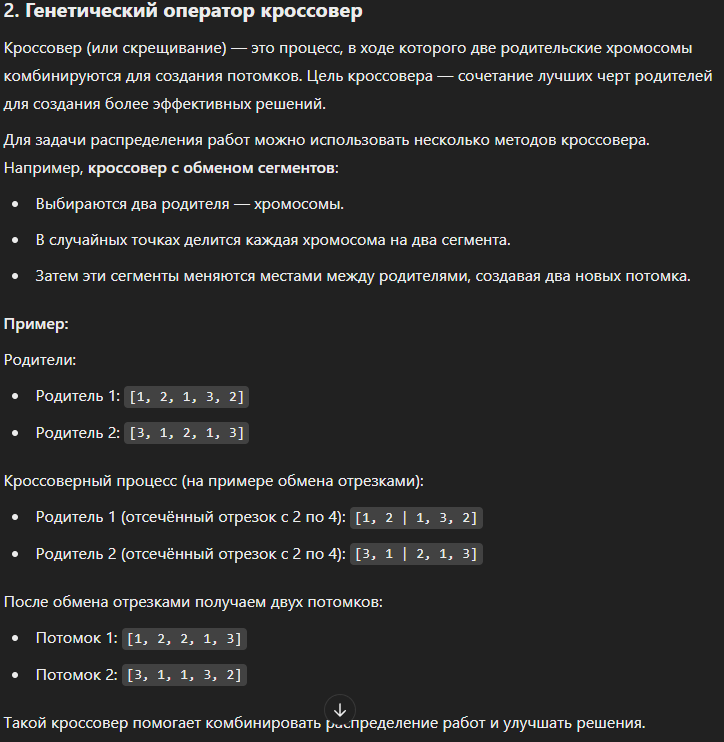 2. Генетический оператор кроссовер
Кроссовер (или скрещивание) — это процесс, в ходе которого две родительские хромосомы
комбинируются для создания потомков. Цель кроссовера — сочетание лучших черт родителей
для создания более эффективных решений.
Для задачи распределения работ можно использовать несколько методов кроссовера.
Например, кроссовер с обменом сегментов:
• Выбираются два родителя — хромосомы.
• В случайных точках делится каждая хромосома на два сегмента.
• Затем эти сегменты меняются местами между родителями, создавая два новых потомка.
Пример:
Родители:
• Родитель 1: [1, 2, 1, 3, 2]
• Родитель 2: [3, 1, 2, 1, 3]
Кроссоверный процесс (на примере обмена отрезками):
• Родитель 1 (отсечённый отрезок с 2 по 4): [1, 2 | 1, 3, 2]
• Родитель 2 (отсечённый отрезок с 2 по 4): [3, 1 | 2, 1, 3]
После обмена отрезками получаем двух потомков:
• Потомок 1: [1, 2, 2, 1, 3]
• Потомок 2: [3, 1, 1, 3, 2]
Такой кроссовер помогает комбинировать распределение работ и улучшать решения.